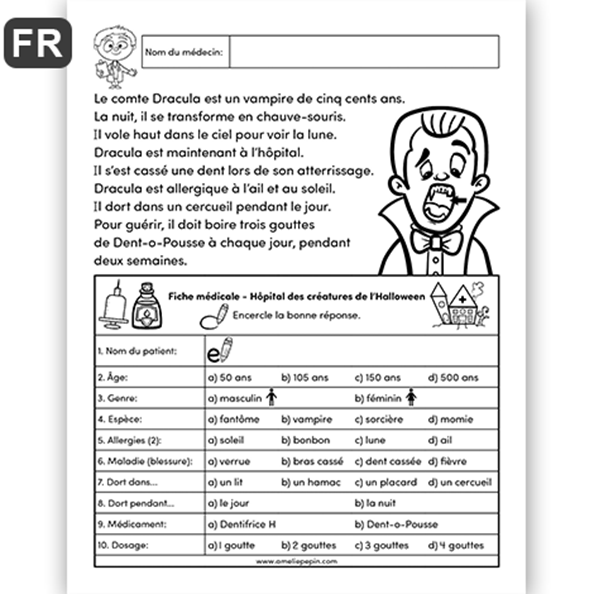 FR
Nom du médecin:
Le comte Dracula est un vampire de cinq cents ans.
La nuit, il se transforme en chauve-souris.
Il vole haut dans le ciel pour voir la lune.
Dracula est maintenant à l'hôpital.
Il s'est cassé une dent lors de son atterrissage.
Dracula est allergique à l'ail et au soleil.
Il dort dans un cercueil pendant le jour.
Pour guérir, il doit boire trois gouttes
de Dent-o-Pousse à chaque jour, pendant
deux semaines.
Fiche médicale - Hôpital des créatures de l'Halloween
Encercle la bonne réponse.
1. Nom du patient: e
2. Âge: a) 50 ans b) 105 ans c) 150 ans d) 500 ans
3. Genre: a) masculin b) féminin
4. Espèce: a) fantôme b) vampire c) sorcière d) momie
5. Allergies (2): a) soleil b) bonbon c) lune d) ail
6. Maladie (blessure): a) verrue b) bras cassé c) dent cassée d) fièvre
7. Dort dans... a) un lit b) un hamac c) un placard d) un cercueil
8. Dort pendant... a) le jour b) la nuit
9. Médicament: a) Dentifrice H b) Dent-o-Pousse
10. Dosage: a) 1 goutte b) 2 gouttes c) 3 gouttes d) 4 gouttes
www.ameliepepin.com